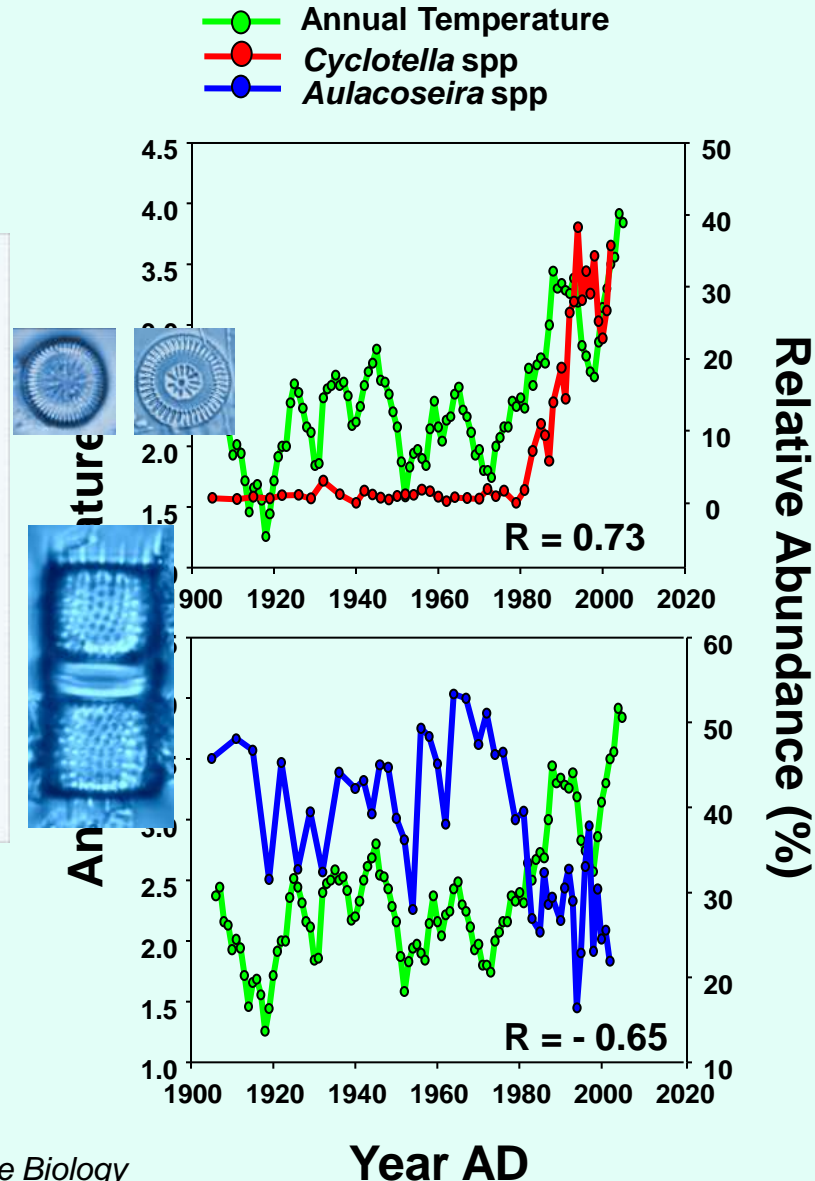 Annual Temperature
Cyclotella spp
Aulacoseira spp
4.5
4.0
3.5
2.0
1.5
50
40
30
20
10
0
R = 0.73
900 1920 1940 1960 1980 2000 2020
3.0
2.5
2.0
1.5
1.0
60
50
40
30
20
10
R = - 0.65
1900 1920 1940 1960 1980 2000 2020
Relative Abundance (%)
Year AD
Biology